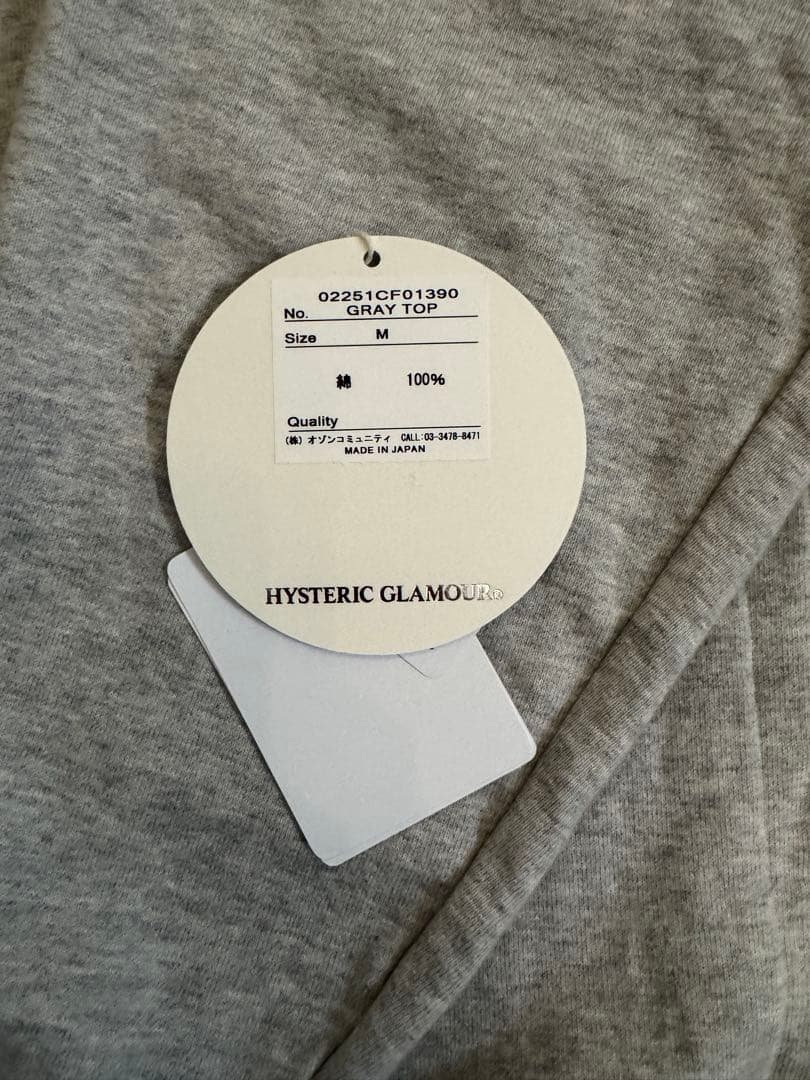 02251CF01390
No. GRAY TOP
Size M
綿 100%
Quality
(株) オゾンコミュニティ CALL:03-3478-8471
MADE IN JAPAN
HYSTERIC GLAMOUR®